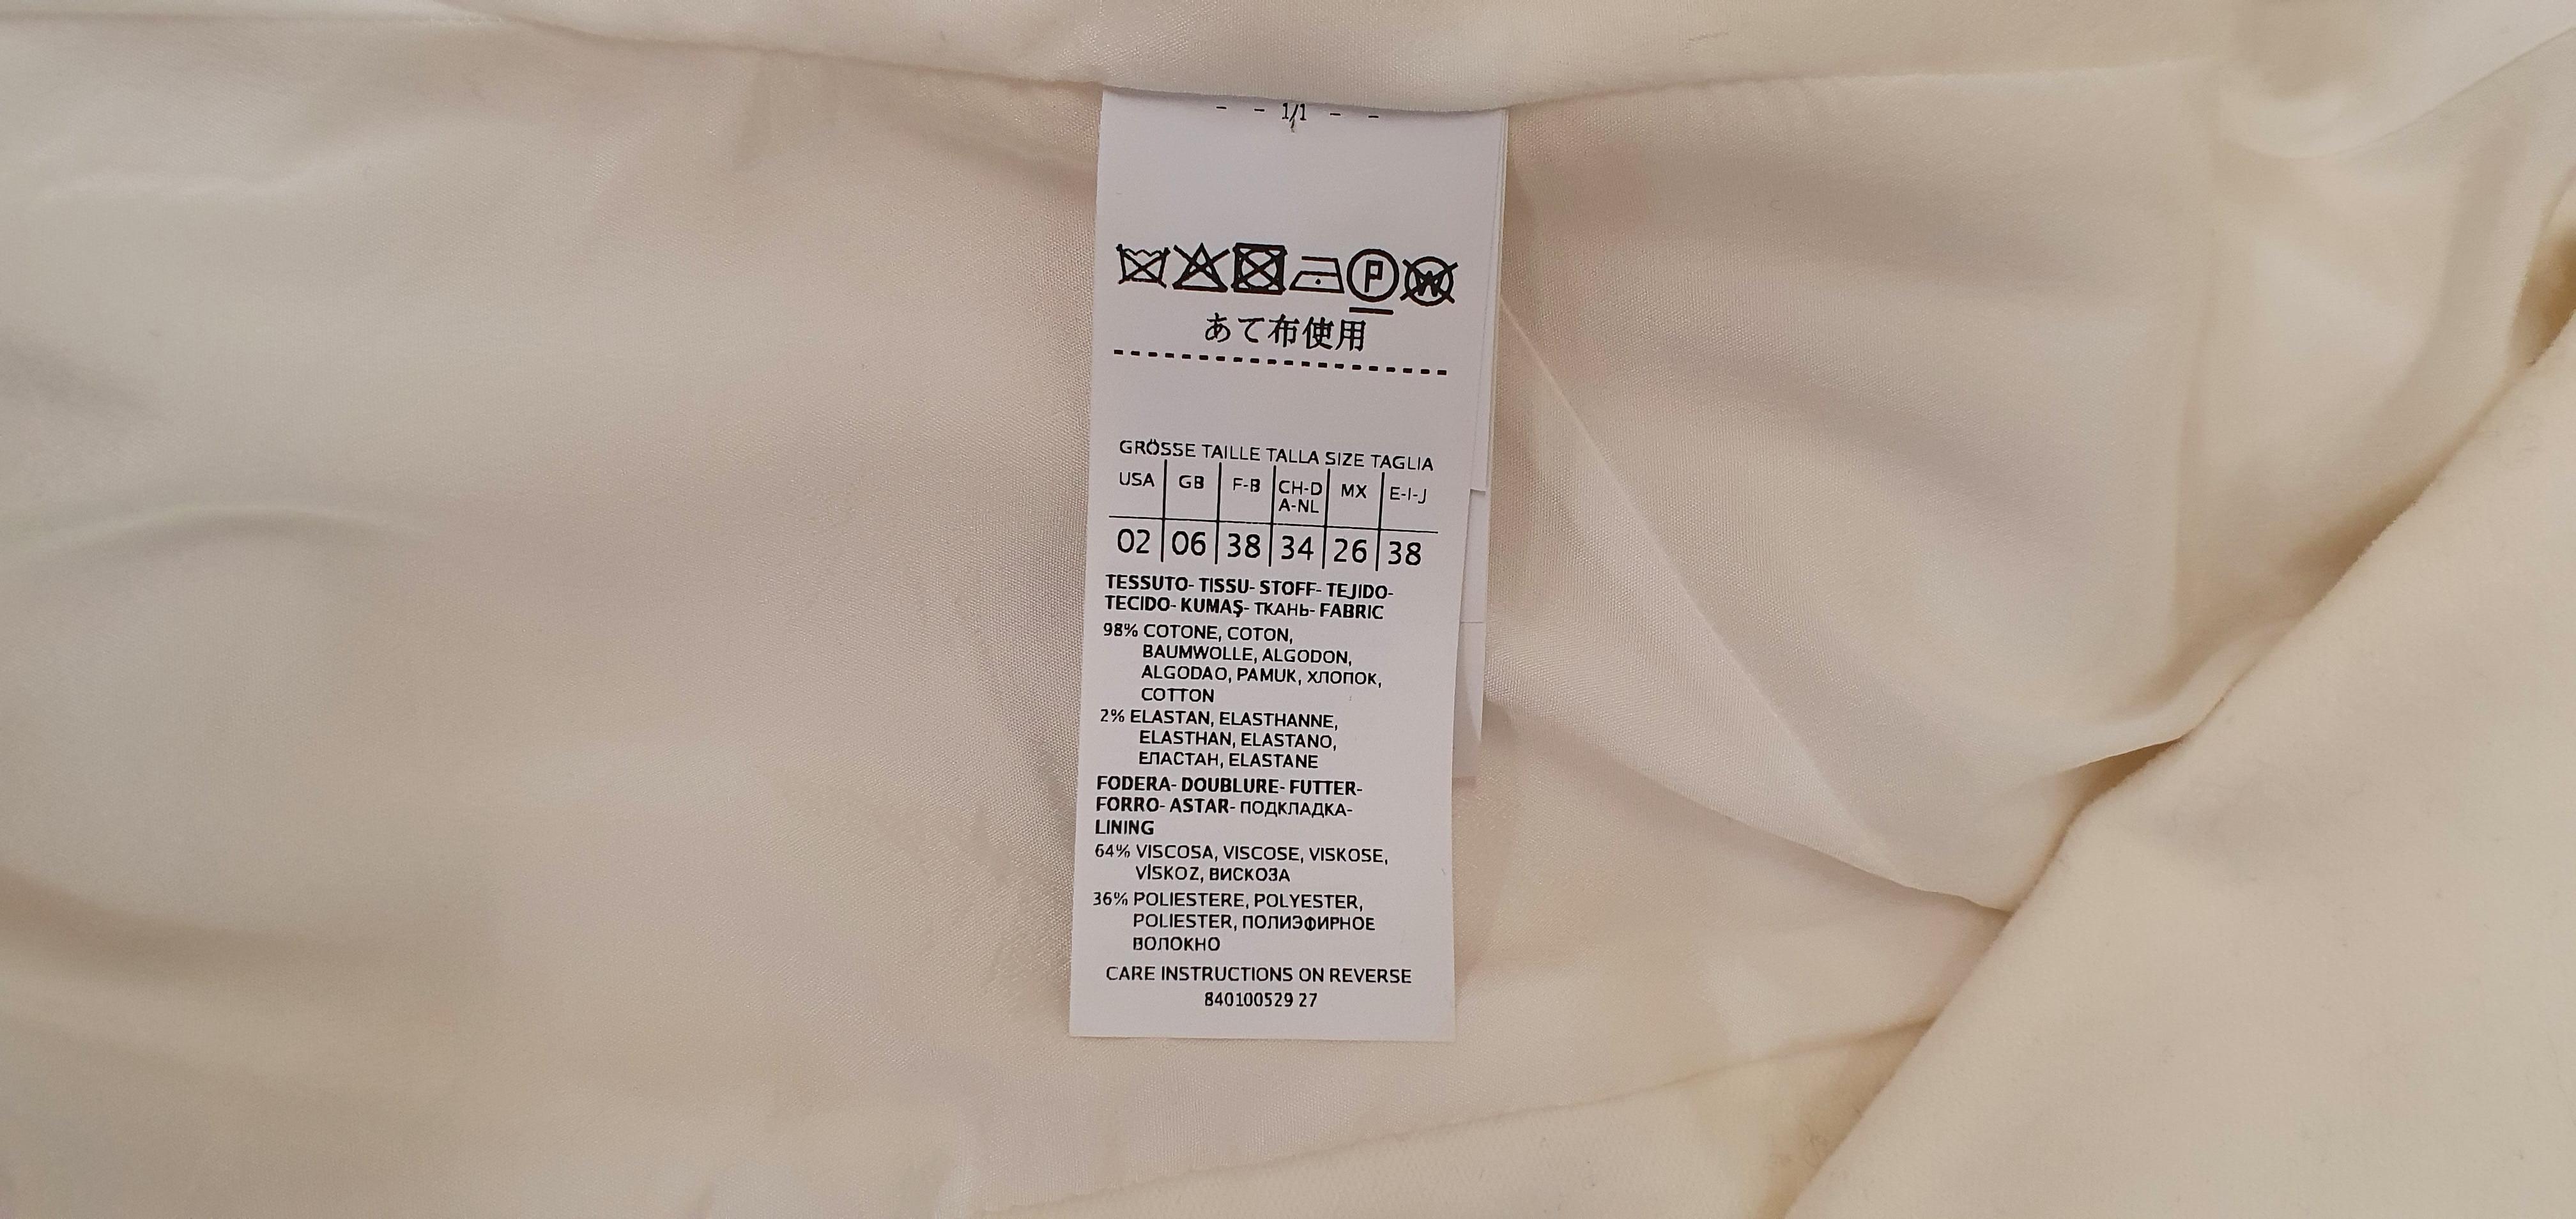 - - 1/1 - -
P W
あて布使用
GRÖSSE TAILLE TALLA SIZE TAGLIA
USA GB F-B CH-D A-NL MX E-I-J
02 06 38 34 26 38
TESSUTO- TISSU- STOFF- TEJIDO-
TECIDO- KUMAŞ- ТКАНЬ- FABRIC
98% COTONE, COTON,
BAUMWOLLE, ALGODON,
ALGODAO, PAMUK, ХЛОПОК,
COTTON
2% ELASTAN, ELASTHANNE,
ELASTHAN, ELASTANO,
ЕПАСТАН, ELASTANE
FODERA- DOUBLURE- FUTTER-
FORRO- ASTAR- ПОДКЛАДКА-
LINING
64% VISCOSA, VISCOSE, VISKOSE,
VİSKOZ, ВИСКОЗА
36% POLIESTERE, POLYESTER,
POLIESTER, ПОЛИЭФИРНОЕ
ВОЛОКНО
CARE INSTRUCTIONS ON REVERSE
840100529 27